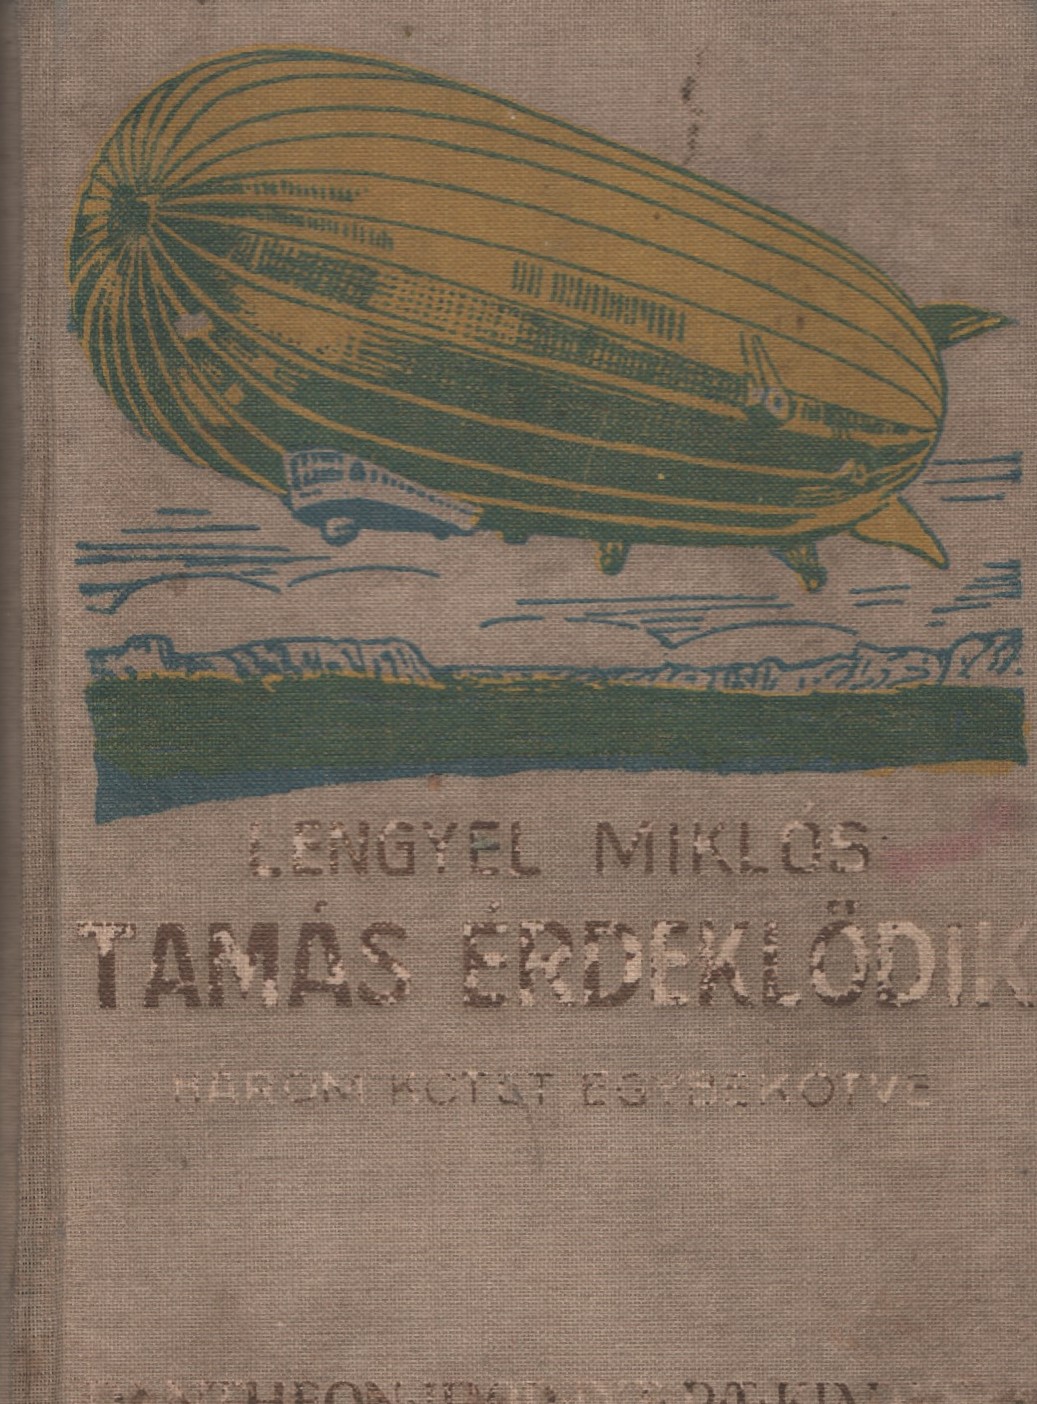 LENGYEL MIKLÓS
TAMÁS ÉRDEKLŐDIK
HÁROM KÖTET EGYBEKÖTVE